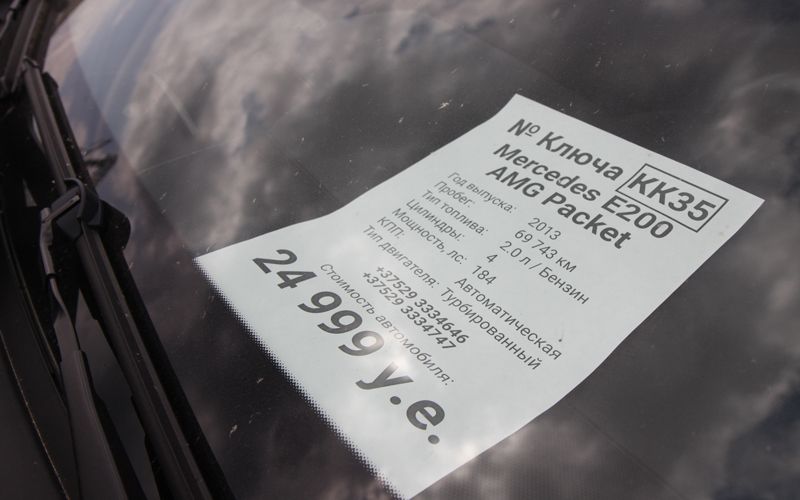 № Ключа KK35
Mercedes E200
AMG Packet
Год выпуска: 2013
Пробег: 69 743 км
Тип топлива: 2.0 л / Бензин
Цилиндры: 4
Мощность, лс: 184
КПП: Автоматическая
Тип двигателя: Турбированный
+37529 3334646
+37529 3334747
Стоимость автомобиля:
24 999 у.е.